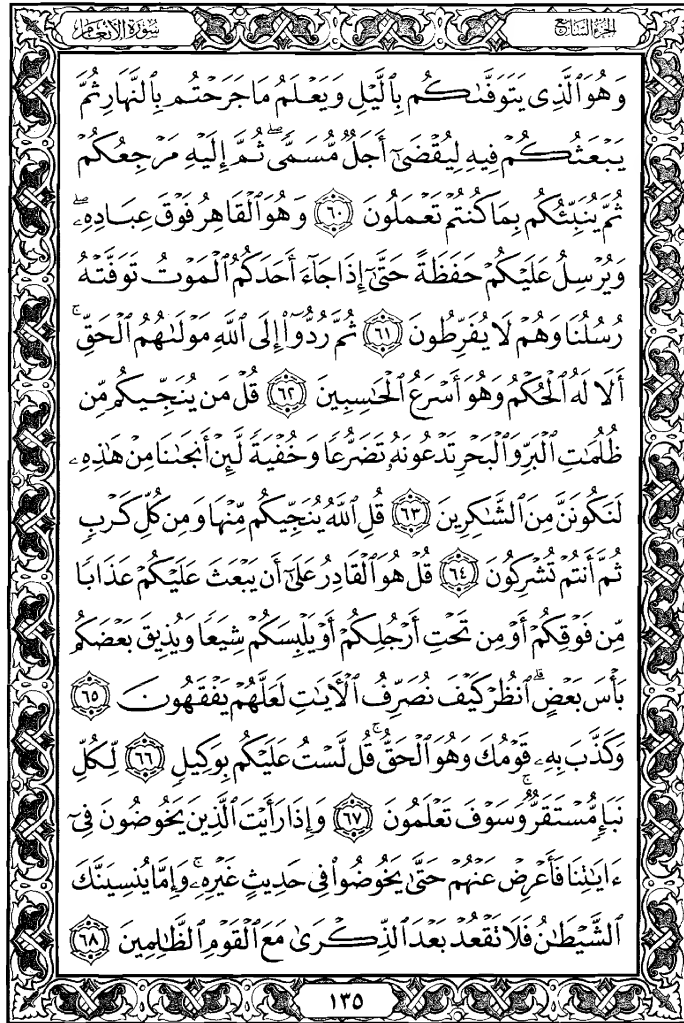 سُورَةُ الأَنْعَامِ
الجُزْءُ السَّابِعُ
وَهُوَ ٱلَّذِى يَتَوَفَّىٰكُم بِٱلَّيْلِ وَيَعْلَمُ مَا جَرَحْتُم بِٱلنَّهَارِ ثُمَّ
يَبْعَثُكُمْ فِيهِ لِيُقْضَىٰٓ أَجَلٌ مُّسَمًّى ۖ ثُمَّ إِلَيْهِ مَرْجِعُكُمْ
ثُمَّ يُنَبِّئُكُم بِمَا كُنتُمْ تَعْمَلُونَ ٦٠ وَهُوَ ٱلْقَاهِرُ فَوْقَ عِبَادِهِۦ ۖ
وَيُرْسِلُ عَلَيْكُمْ حَفَظَةً حَتَّىٰٓ إِذَا جَآءَ أَحَدَكُمُ ٱلْمَوْتُ تَوَفَّتْهُ
رُسُلُنَا وَهُمْ لَا يُفَرِّطُونَ ٦١ ثُمَّ رُدُّوٓا۟ إِلَى ٱللَّهِ مَوْلَىٰهُمُ ٱلْحَقِّ ۚ
أَلَا لَهُ ٱلْحُكْمُ وَهُوَ أَسْرَعُ ٱلْحَـٰسِبِينَ ٦٢ قُلْ مَن يُنَجِّيكُم مِّن
ظُلُمَـٰتِ ٱلْبَرِّ وَٱلْبَحْرِ تَدْعُونَهُۥ تَضَرُّعًا وَخُفْيَةً لَّئِنْ أَنجَىٰنَا مِنْ هَـٰذِهِۦ
لَنَكُونَنَّ مِنَ ٱلشَّـٰكِرِينَ ٦٣ قُلِ ٱللَّهُ يُنَجِّيكُم مِّنْهَا وَمِن كُلِّ كَرْبٍ
ثُمَّ أَنتُمْ تُشْرِكُونَ ٦٤ قُلْ هُوَ ٱلْقَادِرُ عَلَىٰٓ أَن يَبْعَثَ عَلَيْكُمْ عَذَابًا
مِّن فَوْقِكُمْ أَوْ مِن تَحْتِ أَرْجُلِكُمْ أَوْ يَلْبِسَكُمْ شِيَعًا وَيُذِيقَ بَعْضَكُم
بَأْسَ بَعْضٍ ۗ ٱنظُرْ كَيْفَ نُصَرِّفُ ٱلْـَٔايَـٰتِ لَعَلَّهُمْ يَفْقَهُونَ ٦٥
وَكَذَّبَ بِهِۦ قَوْمُكَ وَهُوَ ٱلْحَقُّ ۚ قُل لَّسْتُ عَلَيْكُم بِوَكِيلٍ ٦٦ لِّكُلِّ
نَبَإٍ مُّسْتَقَرٌّ ۚ وَسَوْفَ تَعْلَمُونَ ٦٧ وَإِذَا رَأَيْتَ ٱلَّذِينَ يَخُوضُونَ فِىٓ
ءَايَـٰتِنَا فَأَعْرِضْ عَنْهُمْ حَتَّىٰ يَخُوضُوا۟ فِى حَدِيثٍ غَيْرِهِۦ ۚ وَإِمَّا يُنسِيَنَّكَ
ٱلشَّيْطَـٰنُ فَلَا تَقْعُدْ بَعْدَ ٱلذِّكْرَىٰ مَعَ ٱلْقَوْمِ ٱلظَّـٰلِمِينَ ٦٨
١٣٥